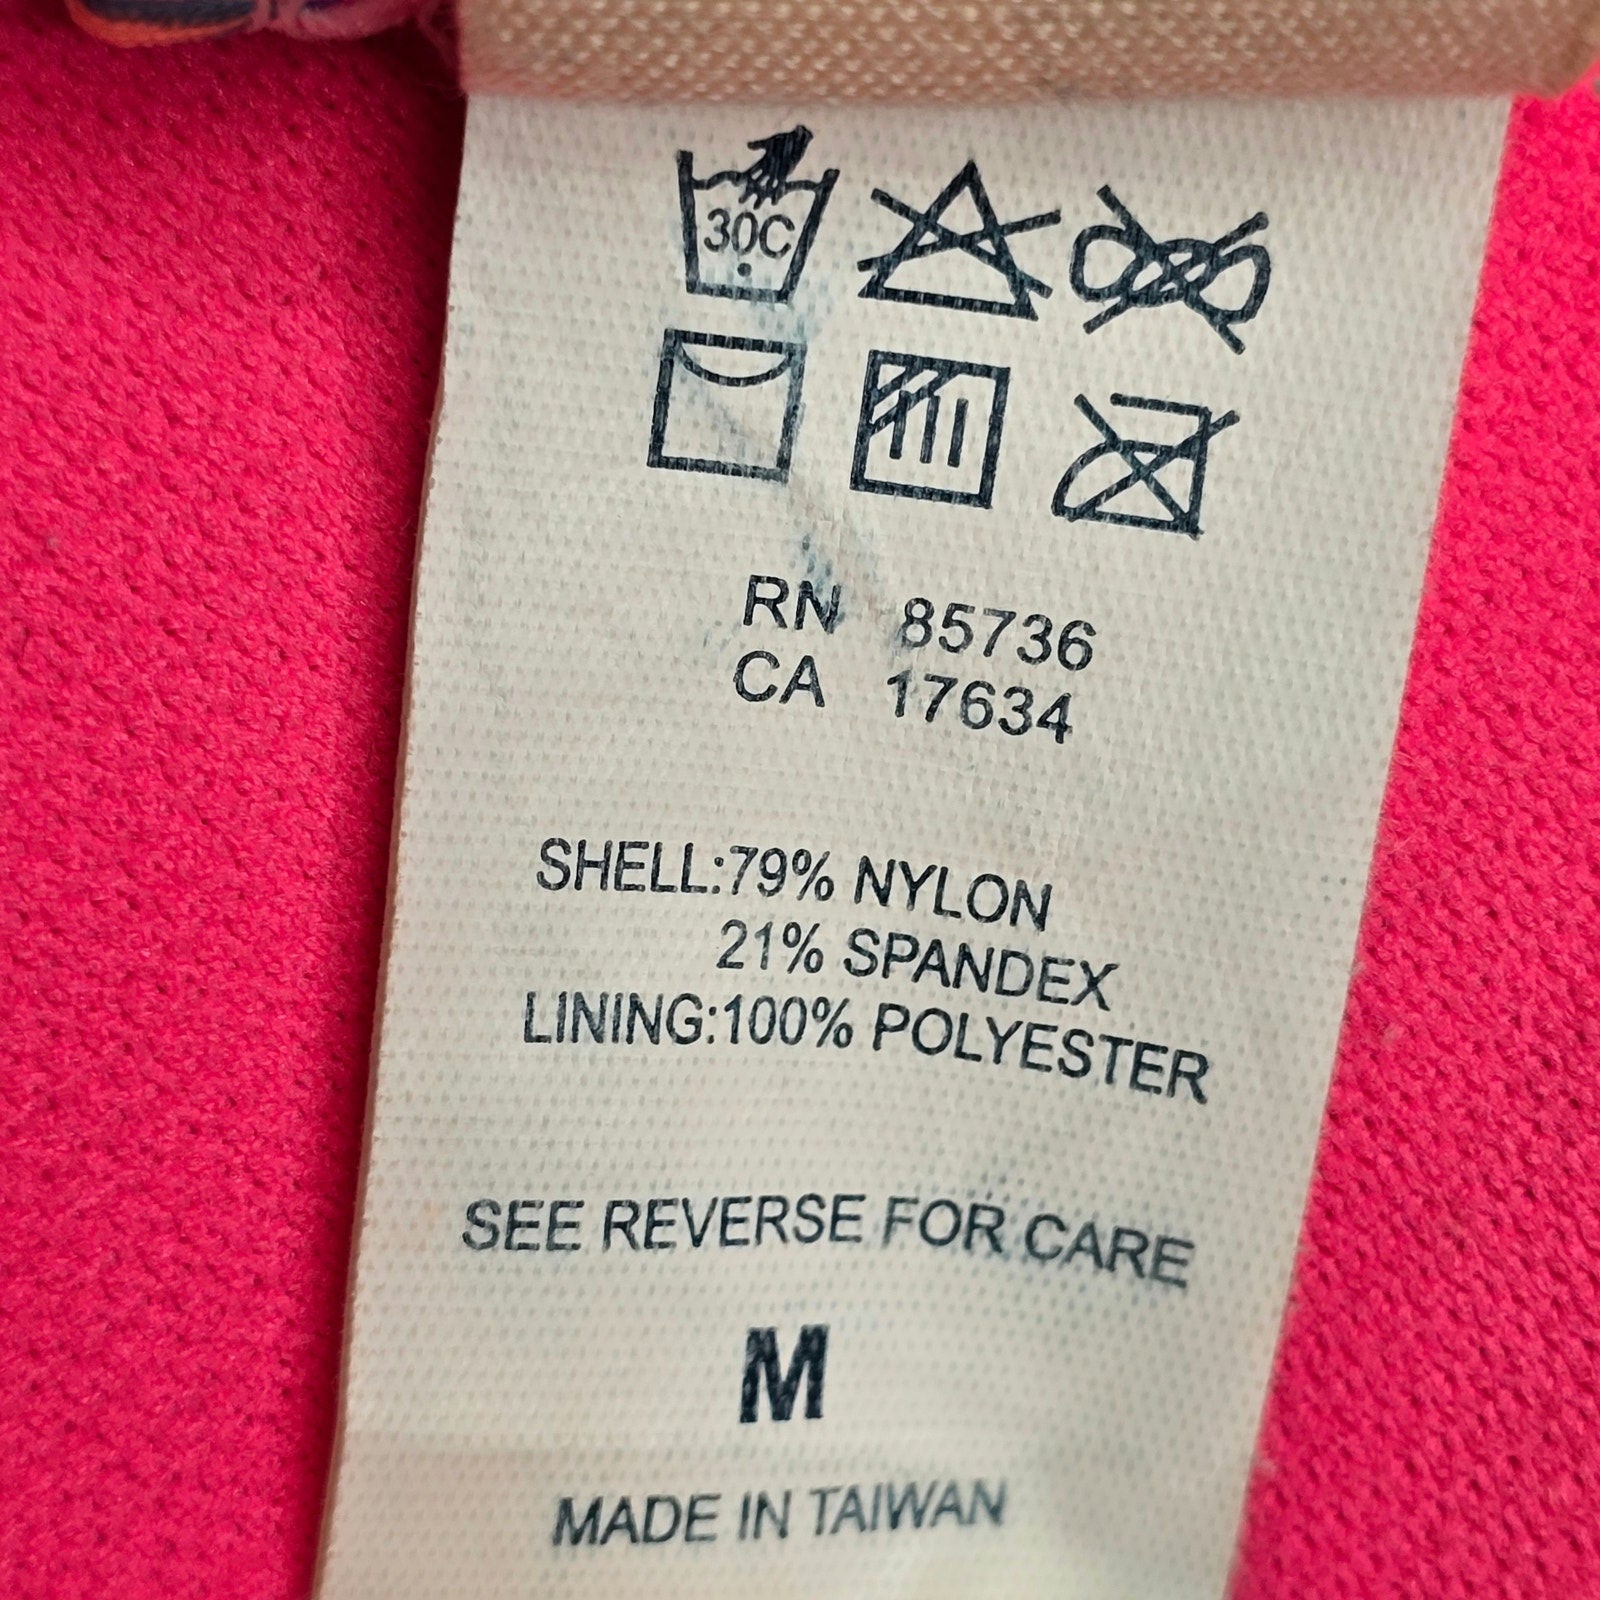 30C
RN 85736
CA 17634
SHELL:79% NYLON
21% SPANDEX
LINING:100% POLYESTER
SEE REVERSE FOR CARE
M
MADE IN TAIWAN